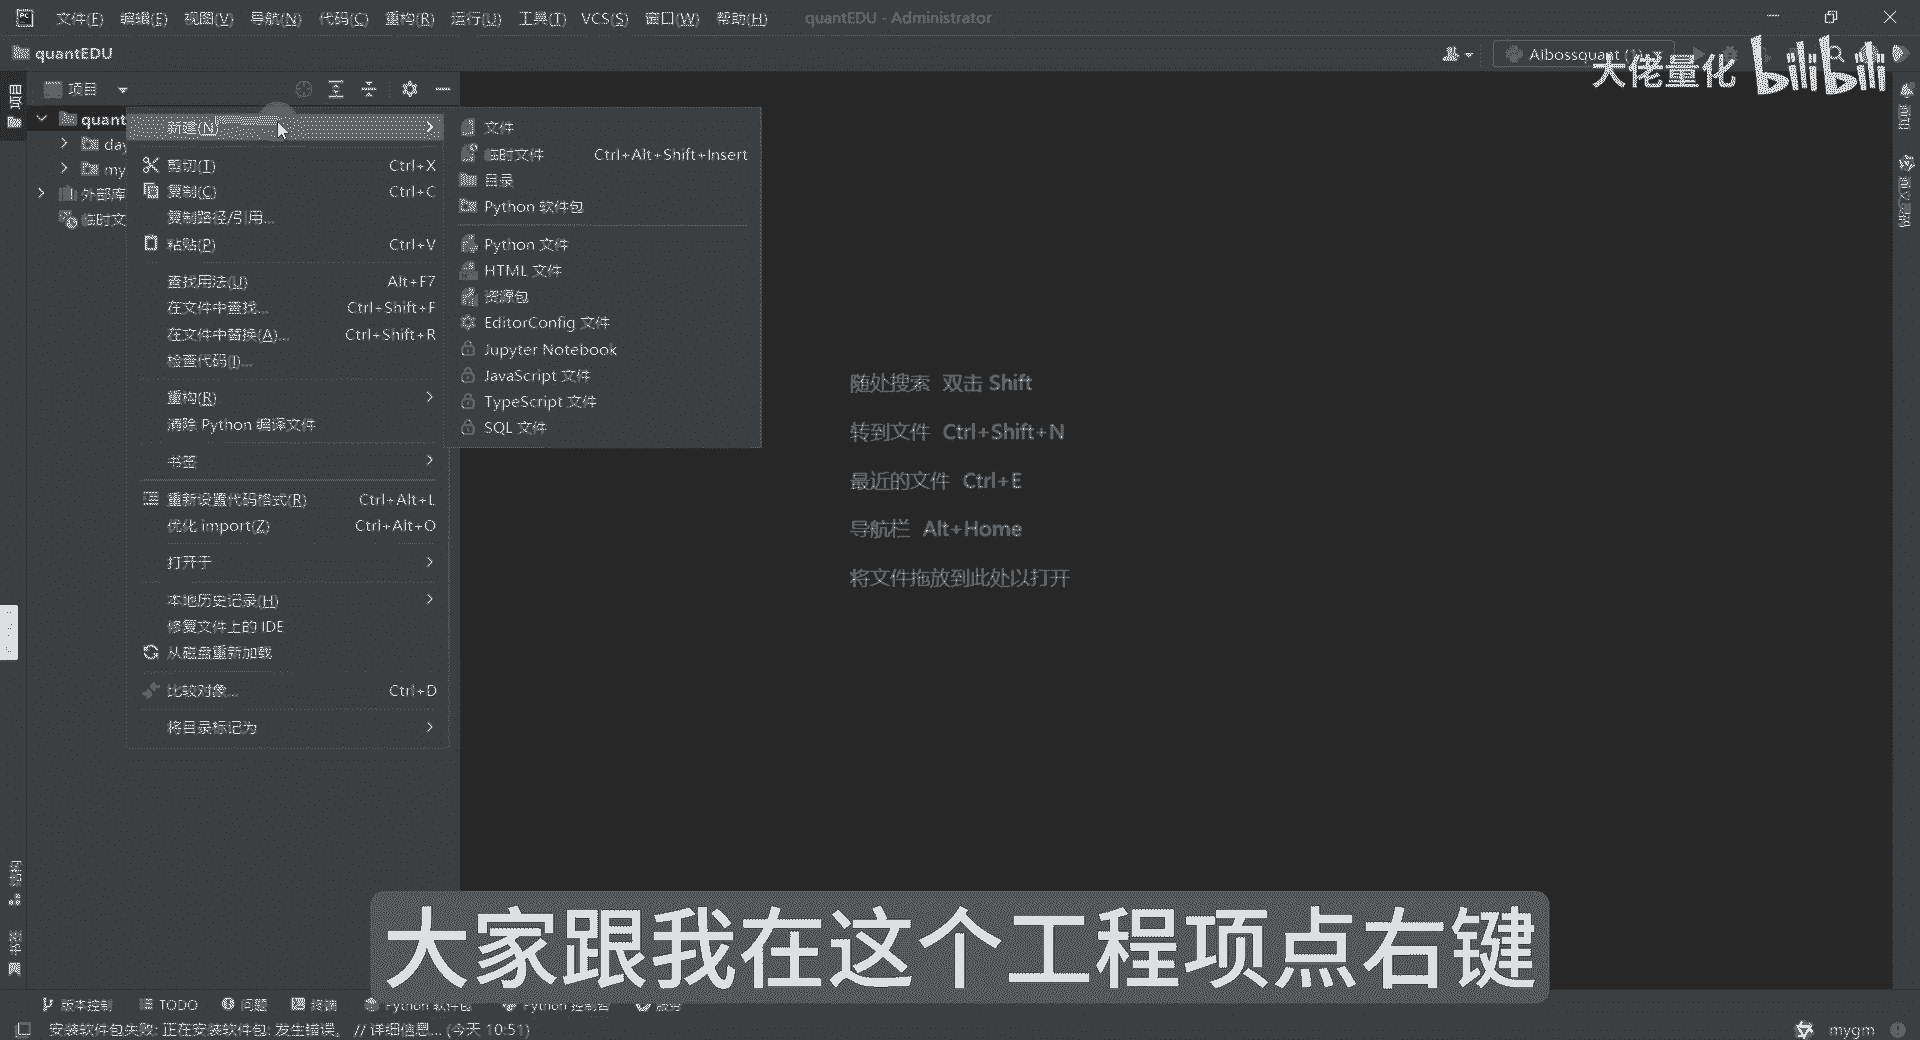 文件(F) 编辑(E) 视图(V) 导航(N) 代码(C) 重构(R) 运行(U) 工具(T) VCS(S) 窗口(W) 帮助(H) quantEDU - Administrator
quantEDU
Aibossquant (1)
大佬量化 bilibili
项目
项目
quant
新建(N)
day
my
外部库
临时文
剪切(T) Ctrl+X
复制(C) Ctrl+C
复制路径/引用...
粘贴(P) Ctrl+V
查找用法(U) Alt+F7
在文件中查找... Ctrl+Shift+F
在文件中替换(A)... Ctrl+Shift+R
检查代码(I)...
重构(R)
清除 Python 编译文件
书签
重新设置代码格式(R) Ctrl+Alt+L
优化 import(Z) Ctrl+Alt+O
打开于
本地历史记录(H)
修复文件上的 IDE
从磁盘重新加载
比较对象... Ctrl+D
将目录标记为
文件
临时文件 Ctrl+Alt+Shift+Insert
目录
Python 软件包
Python 文件
HTML 文件
资源包
EditorConfig 文件
Jupyter Notebook
JavaScript 文件
TypeScript 文件
SQL 文件
随处搜索 双击 Shift
转到文件 Ctrl+Shift+N
最近的文件 Ctrl+E
导航栏 Alt+Home
将文件拖放到此处以打开
结构
书签
大家跟我在这个工程项点右键
版本控制 TODO 问题 终端 Python 软件包 Python 控制台 服务
安装软件包失败: 正在安装软件包: 发生错误。 // 详细信息... (今天 10:51)
mygm